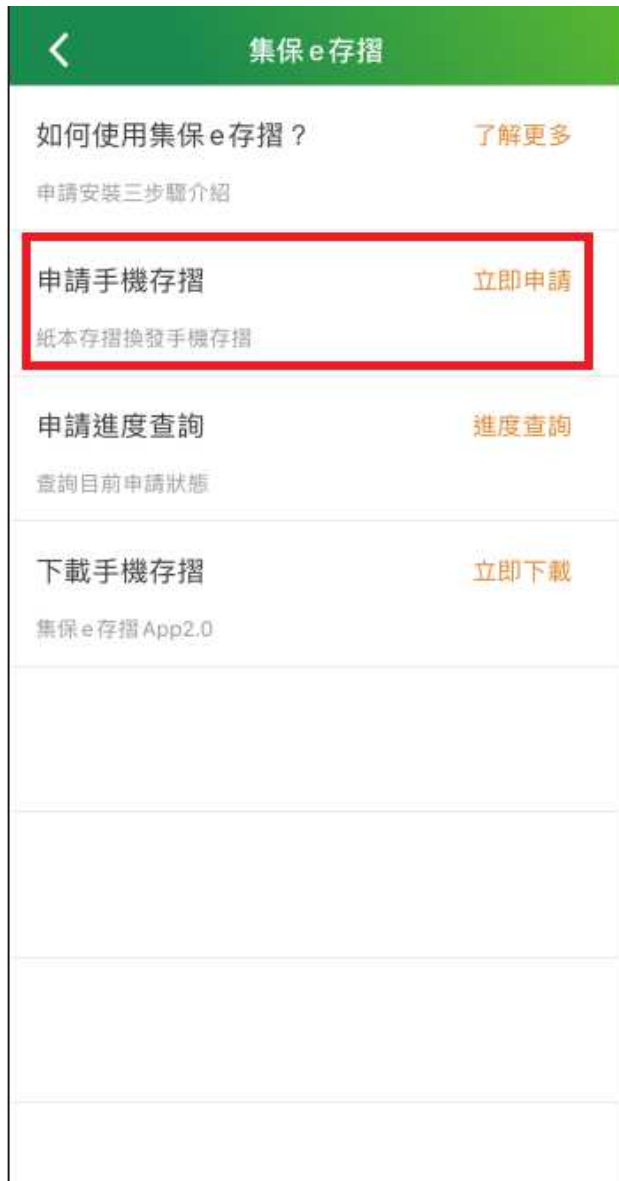 集保e存摺
如何使用集保e存摺？ 了解更多
申請安裝三步驟介紹
申請手機存摺 立即申請
紙本存摺換發手機存摺
申請進度查詢 進度查詢
查詢目前申請狀態
下載手機存摺 立即下載
集保e存摺App2.0